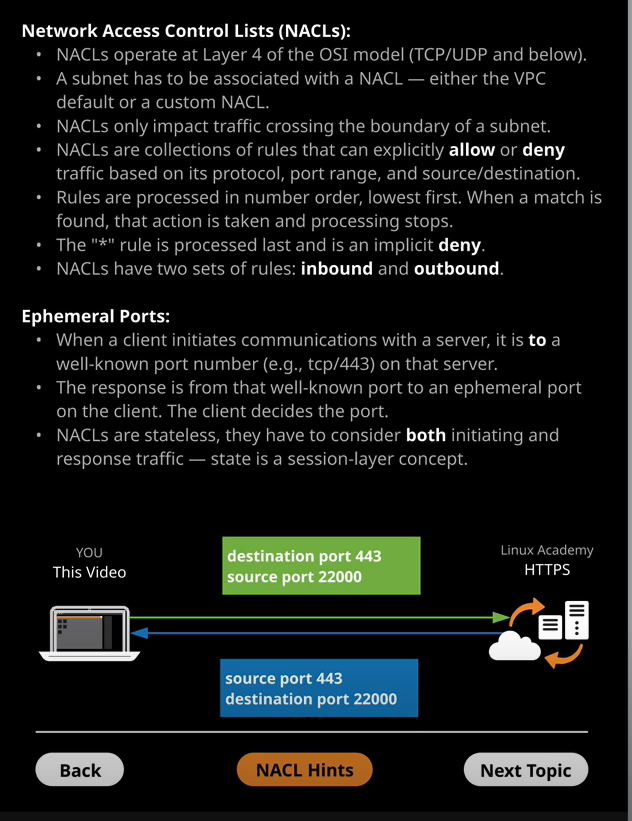 Network Access Control Lists (NACLs):
• NACLs operate at Layer 4 of the OSI model (TCP/UDP and below).
• A subnet has to be associated with a NACL — either the VPC
default or a custom NACL.
• NACLs only impact traffic crossing the boundary of a subnet.
• NACLs are collections of rules that can explicitly allow or deny
traffic based on its protocol, port range, and source/destination.
• Rules are processed in number order, lowest first. When a match is
found, that action is taken and processing stops.
• The "*" rule is processed last and is an implicit deny.
• NACLs have two sets of rules: inbound and outbound.
Ephemeral Ports:
• When a client initiates communications with a server, it is to a
well-known port number (e.g., tcp/443) on that server.
• The response is from that well-known port to an ephemeral port
on the client. The client decides the port.
• NACLs are stateless, they have to consider both initiating and
response traffic — state is a session-layer concept.
YOU
This Video
destination port 443
source port 22000
Linux Academy
HTTPS
source port 443
destination port 22000
Back
NACL Hints
Next Topic